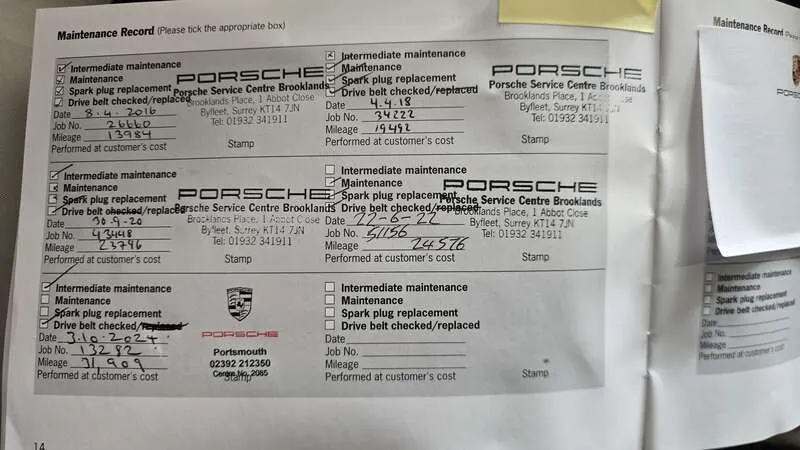 Maintenance Record (Please tick the appropriate box)
Intermediate maintenance
Maintenance
Spark plug replacement
Drive belt checked/replaced
Date 8.4.2016
Job No. 26660
Mileage 13984
Performed at customer's cost
PORSCHE
Porsche Service Centre Brooklands
Brooklands Place, 1 Abbot Close
Byfleet, Surrey KT14 7JN
Tel: 01932 341911
Stamp
Intermediate maintenance
Maintenance
Spark plug replacement
Drive belt checked/replaced
Date 4.4.18
Job No. 34222
Mileage 19492
Performed at customer's cost
PORSCHE
Porsche Service Centre Brooklands
Brooklands Place, 1
Byfleet, Surrey KT14 7JN
Tel: 01932 341911
Stamp
Intermediate maintenance
Maintenance
Spark plug replacement
Drive belt checked/replaced
Date 30.9.20
Job No. 43448
Mileage 23796
Performed at customer's cost
PORSCHE
Porsche Service Centre Brooklands
Brooklands Place, 1 Abbot Close
Byfleet, Surrey KT14 7JN
Tel: 01932 341911
Stamp
Intermediate maintenance
Maintenance
Spark plug replacement
Drive belt checked/replaced
Date 22-6-22
Job No. 51156
Mileage 24576
Performed at customer's cost
PORSCHE
Porsche Service Centre Brooklands
Brooklands Place, 1 Abbot Close
Byfleet, Surrey KT14 7JN
Tel: 01932 341911
Stamp
Intermediate maintenance
Maintenance
Spark plug replacement
Drive belt checked/replaced
Date 3.10.2024
Job No. 13282
Mileage 31,909
Performed at customer's cost
PORSCHE
Portsmouth
02392 212350
Centre No. 2085
Stamp
Intermediate maintenance
Maintenance
Spark plug replacement
Drive belt checked/replaced
Date
Job No.
Mileage
Performed at customer's cost
Stamp
14
Maintenance Record
PORS
Intermediate maintenance
Maintenance
Spark plug replacement
Drive belt checked/replaced
Date
Job No.
Mileage
Performed at customer's cost